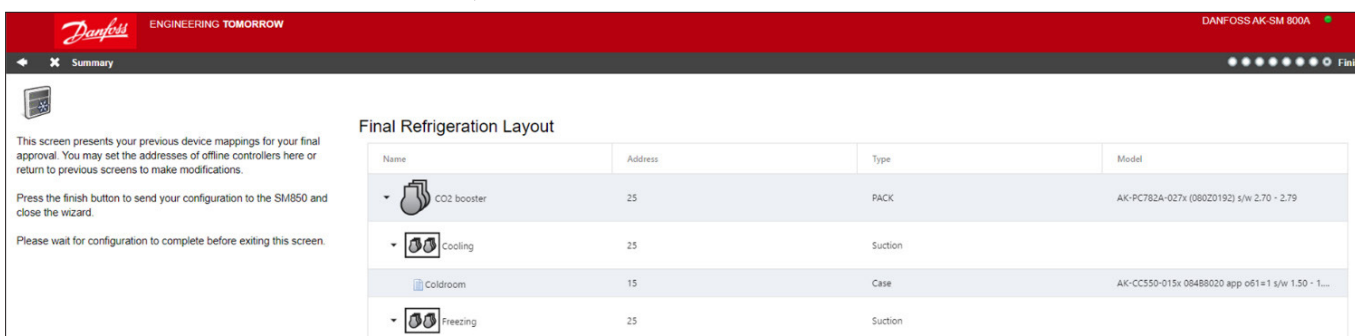 Danfoss
ENGINEERING TOMORROW
DANFOSS AK-SM 800A
Summary
Fini
This screen presents your previous device mappings for your final
approval. You may set the addresses of offline controllers here or
return to previous screens to make modifications.
Press the finish button to send your configuration to the SM850 and
close the wizard.
Please wait for configuration to complete before exiting this screen.
Final Refrigeration Layout
Name Address Type Model
CO2 booster 25 PACK AK-PC782A-027x (080Z0192) s/w 2.70 - 2.79
Cooling 25 Suction
Coldroom 15 Case AK-CC550-015x 084B8020 app o61=1 s/w 1.50 - 1....
Freezing 25 Suction